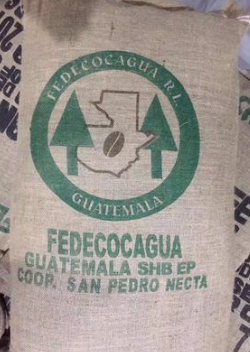 FEDECOCAGUA R.L.
GUATEMALA
FEDECOCAGUA
GUATEMALA SHB EP
COOP. SAN PEDRO NECTA